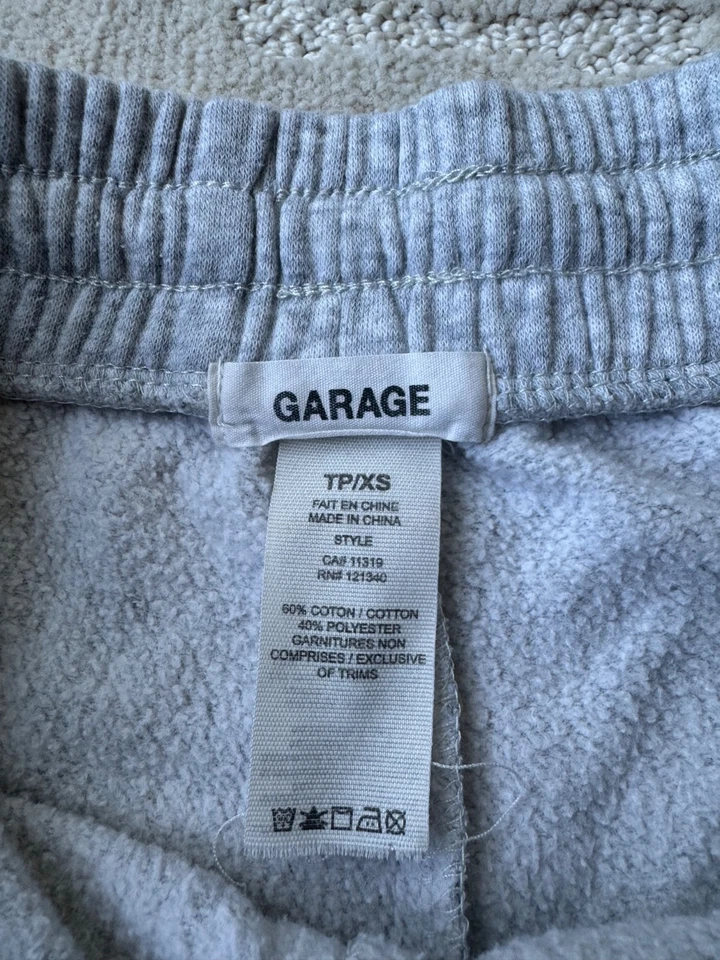 GARAGE
TP/XS
FAIT EN CHINE
MADE IN CHINA
STYLE
CA# 11319
RN# 121340
60% COTON / COTTON
40% POLYESTER
GARNITURES NON
COMPRISES / EXCLUSIVE
OF TRIMS